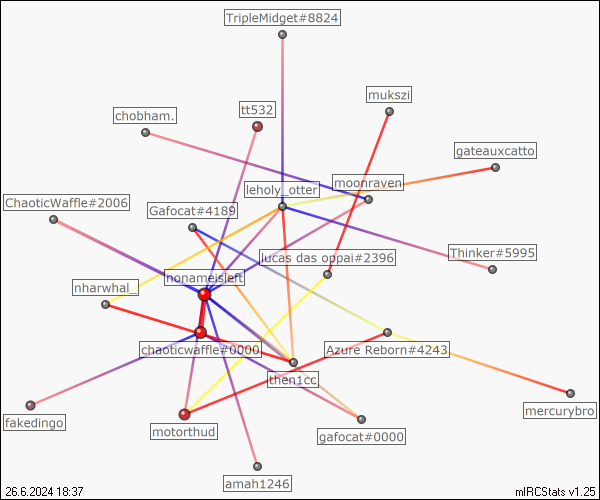 TripleMidget#8824
mukszi
tt532
chobham.
gateauxcatto
moonraven
leholy_otter
ChaoticWaffle#2006
Gafocat#4189
Thinker#5995
lucas das oppai#2396
nonameisleft
nharwhal_
chaoticwaffle#0000
Azure Reborn#4243
then1cc
mercurybro
fakedingo
motorthud
gafocat#0000
amah1246
26.6.2024 18:37
mIRCStats v1.25